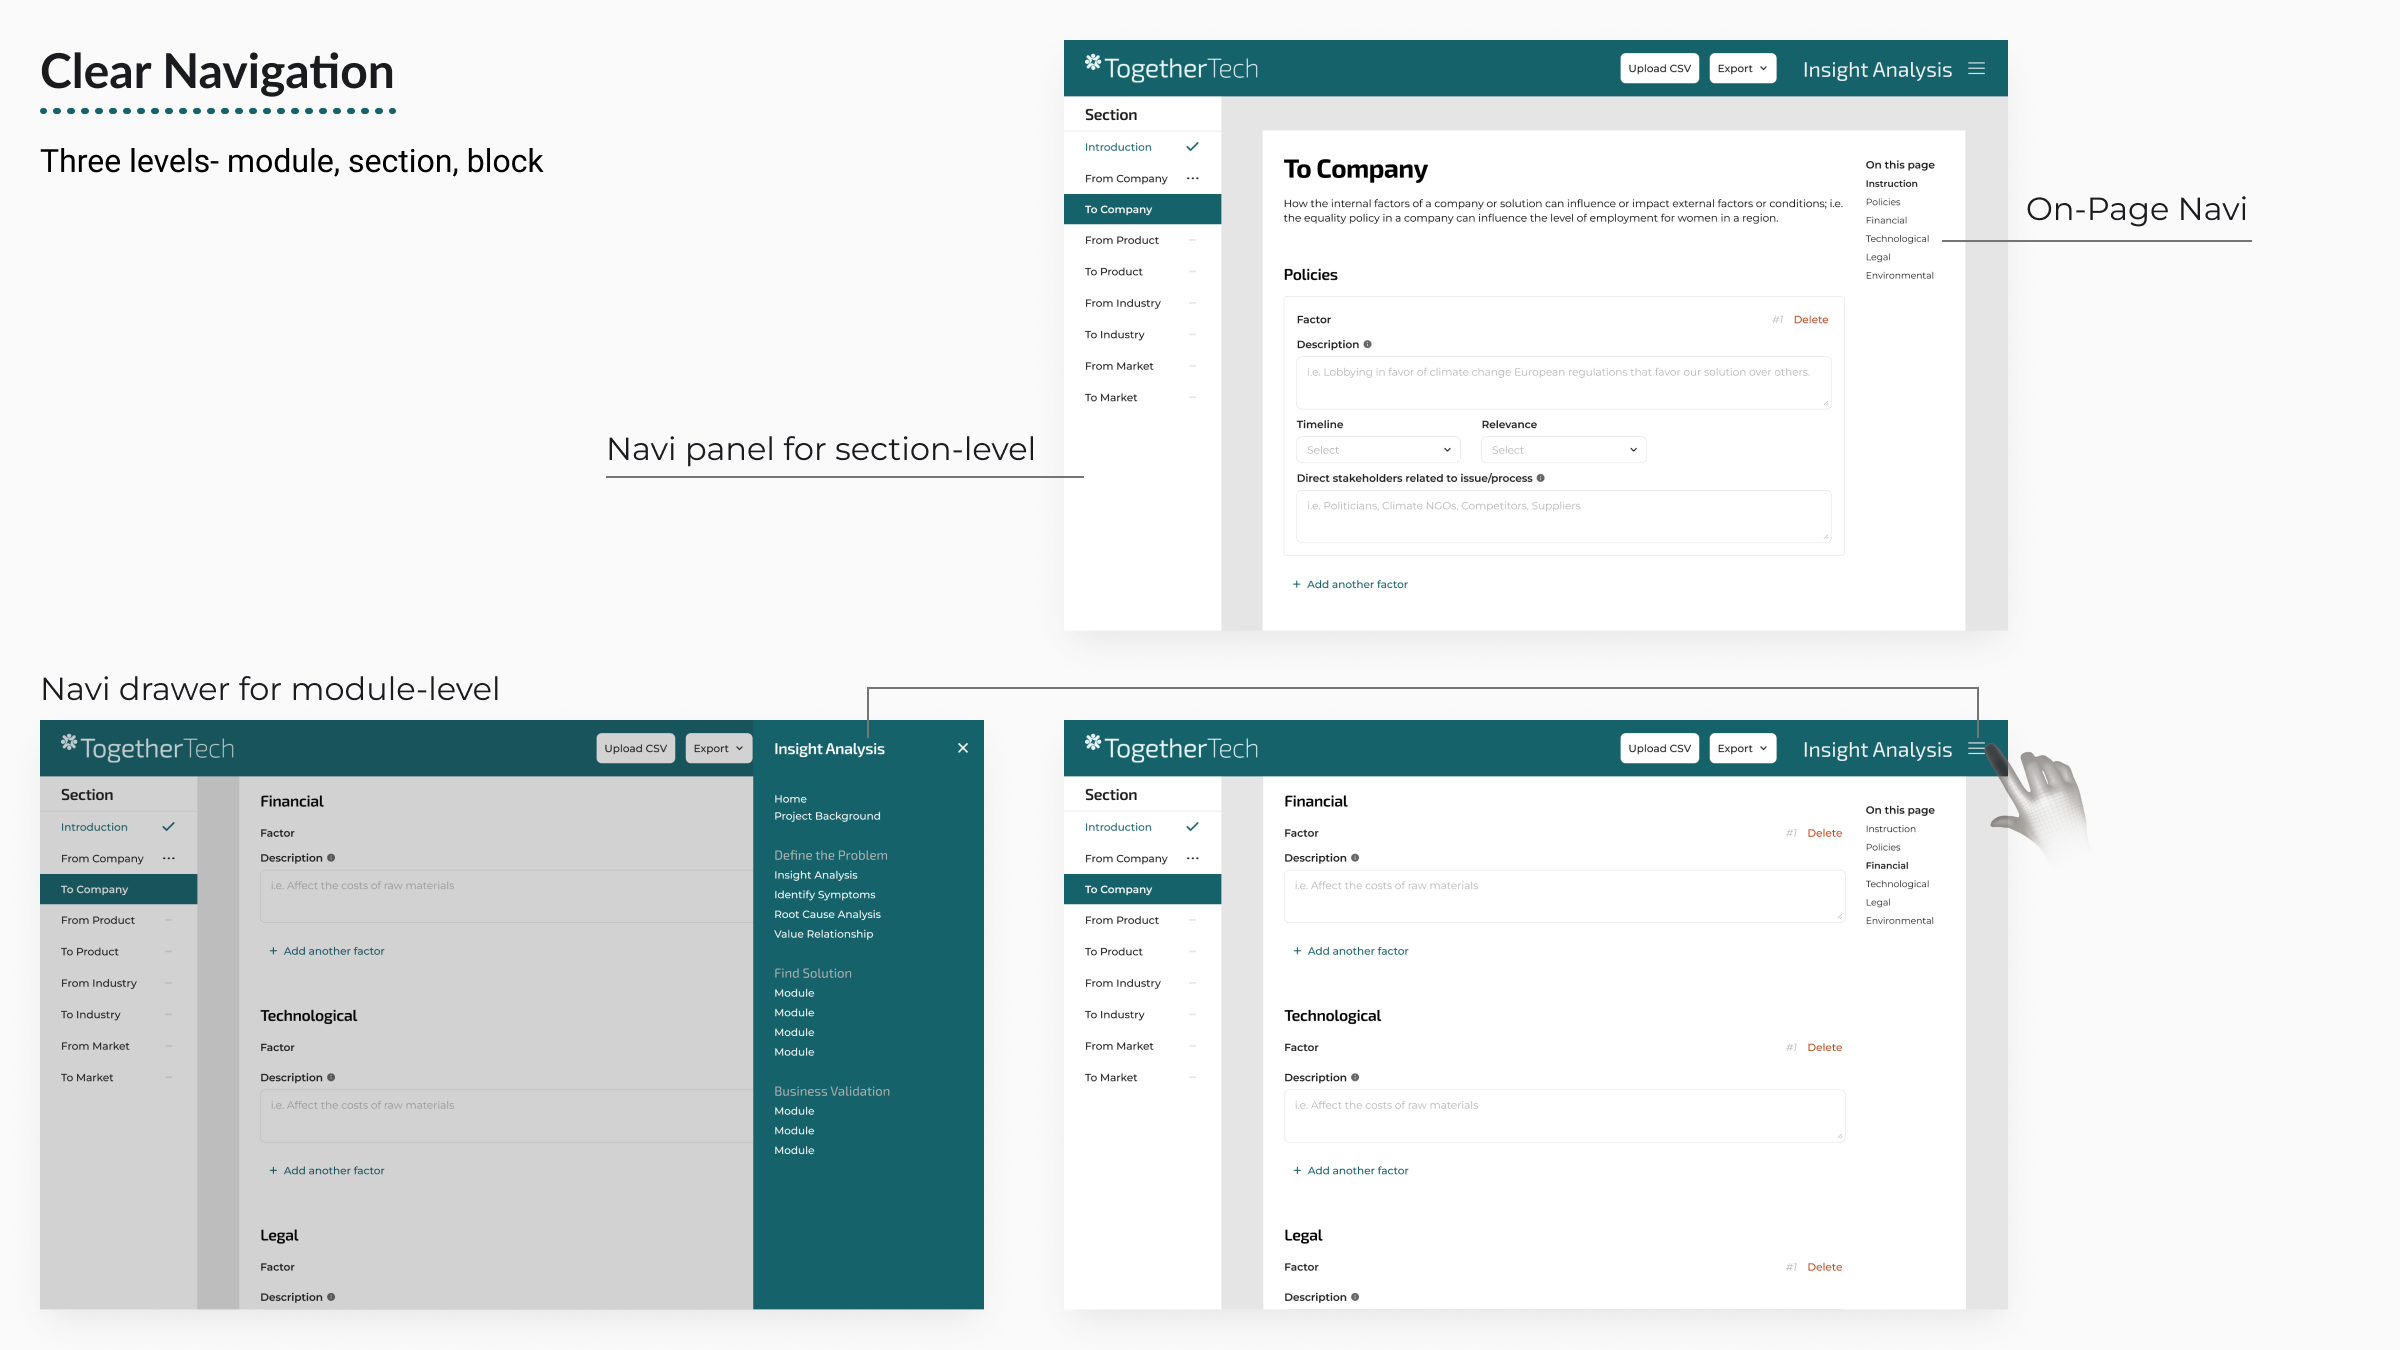 Clear Navigation
Three levels- module, section, block
TogetherTech
Upload CSV
Export
Insight Analysis
Section
Introduction
From Company
To Company
From Product
To Product
From Industry
To Industry
From Market
To Market
To Company
How the internal factors of a company or solution can influence or impact external factors or conditions; i.e.
the equality policy in a company can influence the level of employment for women in a region.
Policies
Factor
#1 Delete
Description
i.e. Lobbying in favor of climate change European regulations that favor our solution over others.
Timeline
Relevance
Select
Select
Direct stakeholders related to issue/process
i.e. Politicians, Climate NGOs, Competitors, Suppliers
+ Add another factor
On this page
Instruction
Policies
Financial
Technological
Legal
Environmental
On-Page Navi
Navi panel for section-level
Navi drawer for module-level
TogetherTech
Upload CSV
Export
Section
Introduction
From Company
To Company
From Product
To Product
From Industry
To Industry
From Market
To Market
Financial
Factor
Description
i.e. Affect the costs of raw materials
+ Add another factor
Technological
Factor
Description
i.e. Affect the costs of raw materials
+ Add another factor
Legal
Factor
Description
Insight Analysis
Home
Project Background
Define the Problem
Insight Analysis
Identify Symptoms
Root Cause Analysis
Value Relationship
Find Solution
Module
Module
Module
Module
Business Validation
Module
Module
Module
TogetherTech
Upload CSV
Export
Insight Analysis
Section
Introduction
From Company
To Company
From Product
To Product
From Industry
To Industry
From Market
To Market
Financial
Factor
#1 Delete
Description
i.e. Affect the costs of raw materials
+ Add another factor
Technological
Factor
#1 Delete
Description
i.e. Affect the costs of raw materials
+ Add another factor
Legal
Factor
#1 Delete
Description
On this page
Instruction
Policies
Financial
Technological
Legal
Environmental